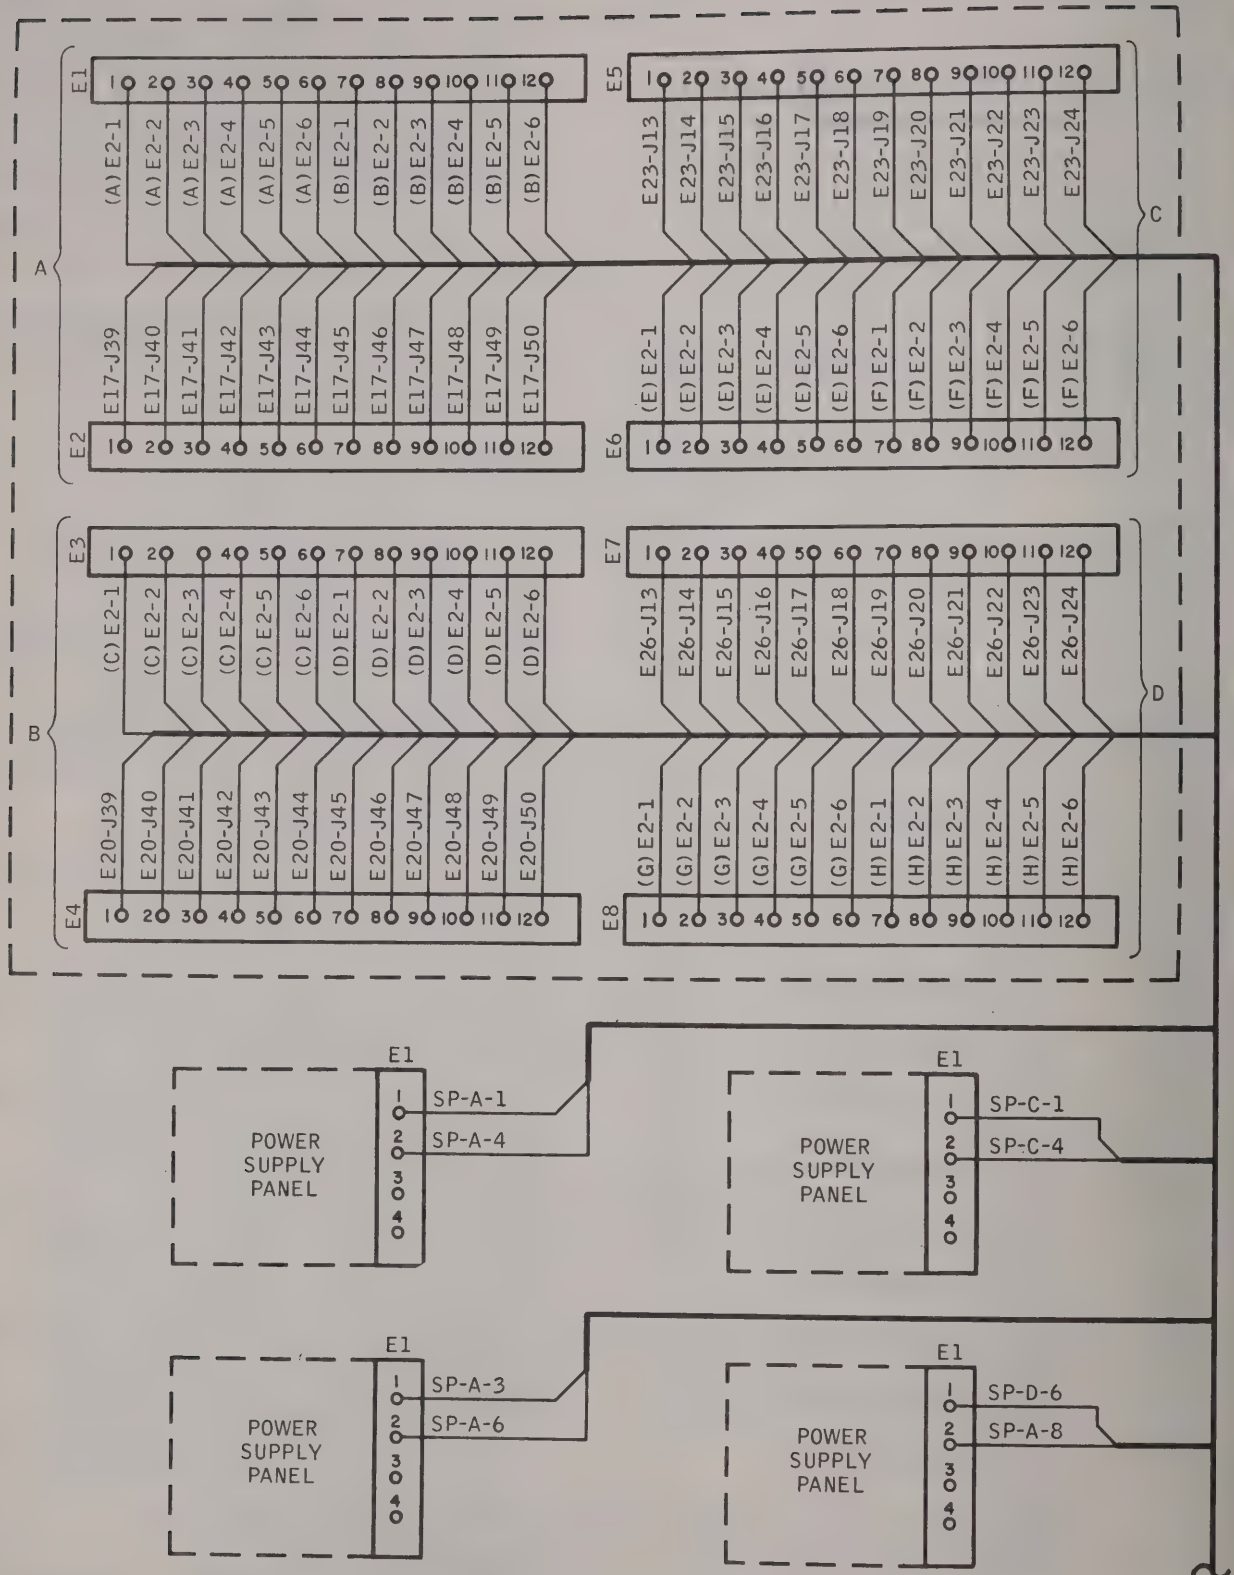 E1 1 2 3 4 5 6 7 8 9 10 11 12
(A)E2-1 (A)E2-2 (A)E2-3 (A)E2-4 (A)E2-5 (A)E2-6 (B)E2-1 (B)E2-2 (B)E2-3 (B)E2-4 (B)E2-5 (B)E2-6
A
E17-J39 E17-J40 E17-J41 E17-J42 E17-J43 E17-J44 E17-J45 E17-J46 E17-J47 E17-J48 E17-J49 E17-J50
E2 1 2 3 4 5 6 7 8 9 10 11 12
E5 1 2 3 4 5 6 7 8 9 10 11 12
E23-J13 E23-J14 E23-J15 E23-J16 E23-J17 E23-J18 E23-J19 E23-J20 E23-J21 E23-J22 E23-J23 E23-J24
C
(E)E2-1 (E)E2-2 (E)E2-3 (E)E2-4 (E)E2-5 (E)E2-6 (F)E2-1 (F)E2-2 (F)E2-3 (F)E2-4 (F)E2-5 (F)E2-6
E6 1 2 3 4 5 6 7 8 9 10 11 12
E3 1 2 4 5 6 7 8 9 10 11 12
(C)E2-1 (C)E2-2 (C)E2-3 (C)E2-4 (C)E2-5 (C)E2-6 (D)E2-1 (D)E2-2 (D)E2-3 (D)E2-4 (D)E2-5 (D)E2-6
B
E20-J39 E20-J40 E20-J41 E20-J42 E20-J43 E20-J44 E20-J45 E20-J46 E20-J47 E20-J48 E20-J49 E20-J50
E4 1 2 3 4 5 6 7 8 9 10 11 12
E7 1 2 3 4 5 6 7 8 9 10 11 12
E26-J13 E26-J14 E26-J15 E26-J16 E26-J17 E26-J18 E26-J19 E26-J20 E26-J21 E26-J22 E26-J23 E26-J24
D
(G)E2-1 (G)E2-2 (G)E2-3 (G)E2-4 (G)E2-5 (G)E2-6 (H)E2-1 (H)E2-2 (H)E2-3 (H)E2-4 (H)E2-5 (H)E2-6
E8 1 2 3 4 5 6 7 8 9 10 11 12
E1
POWER
SUPPLY
PANEL
1 SP-A-1
2 SP-A-4
3
4
E1
POWER
SUPPLY
PANEL
1 SP-C-1
2 SP-C-4
3
4
E1
POWER
SUPPLY
PANEL
1 SP-A-3
2 SP-A-6
3
4
E1
POWER
SUPPLY
PANEL
1 SP-D-6
2 SP-A-8
3
4